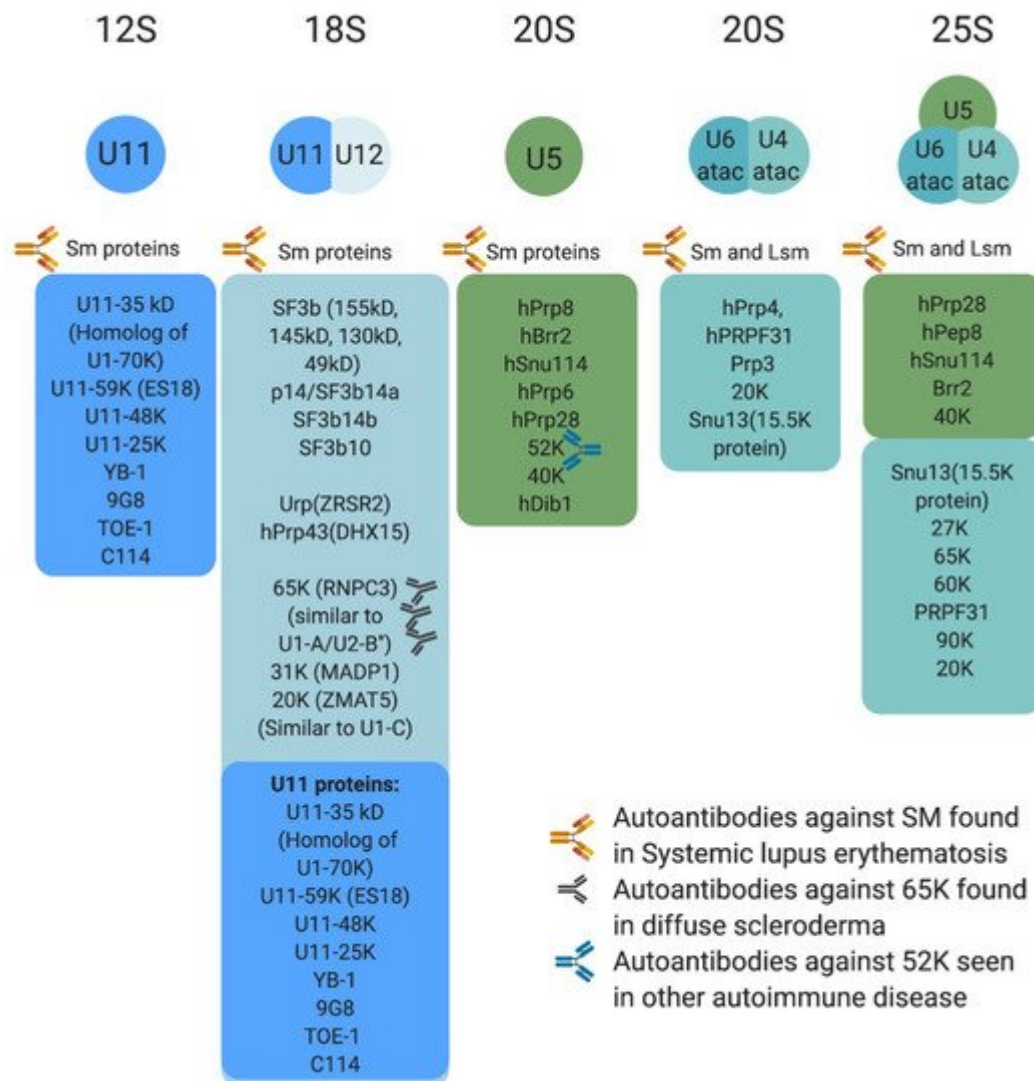 12S
18S
20S
20S
25S
U11
U11 U12
U5
U6 U4
atac atac
U5
U6 U4
atac atac
Sm proteins
Sm proteins
Sm proteins
Sm and Lsm
Sm and Lsm
U11-35 kD
(Homolog of
U1-70K)
U11-59K (ES18)
U11-48K
U11-25K
YB-1
9G8
TOE-1
C114
SF3b (155kD,
145kD, 130kD,
49kD)
p14/SF3b14a
SF3b14b
SF3b10
Urp(ZRSR2)
hPrp43(DHX15)
65K (RNPC3)
(similar to
U1-A/U2-B")
31K (MADP1)
20K (ZMAT5)
(Similar to U1-C)
U11 proteins:
U11-35 kD
(Homolog of
U1-70K)
U11-59K (ES18)
U11-48K
U11-25K
YB-1
9G8
TOE-1
C114
hPrp8
hBrr2
hSnu114
hPrp6
hPrp28
52K
40K
hDib1
hPrp4,
hPRPF31
Prp3
20K
Snu13(15.5K
protein)
hPrp28
hPep8
hSnu114
Brr2
40K
Snu13(15.5K
protein)
27K
65K
60K
PRPF31
90K
20K
Autoantibodies against SM found
in Systemic lupus erythematosis
Autoantibodies against 65K found
in diffuse scleroderma
Autoantibodies against 52K seen
in other autoimmune disease